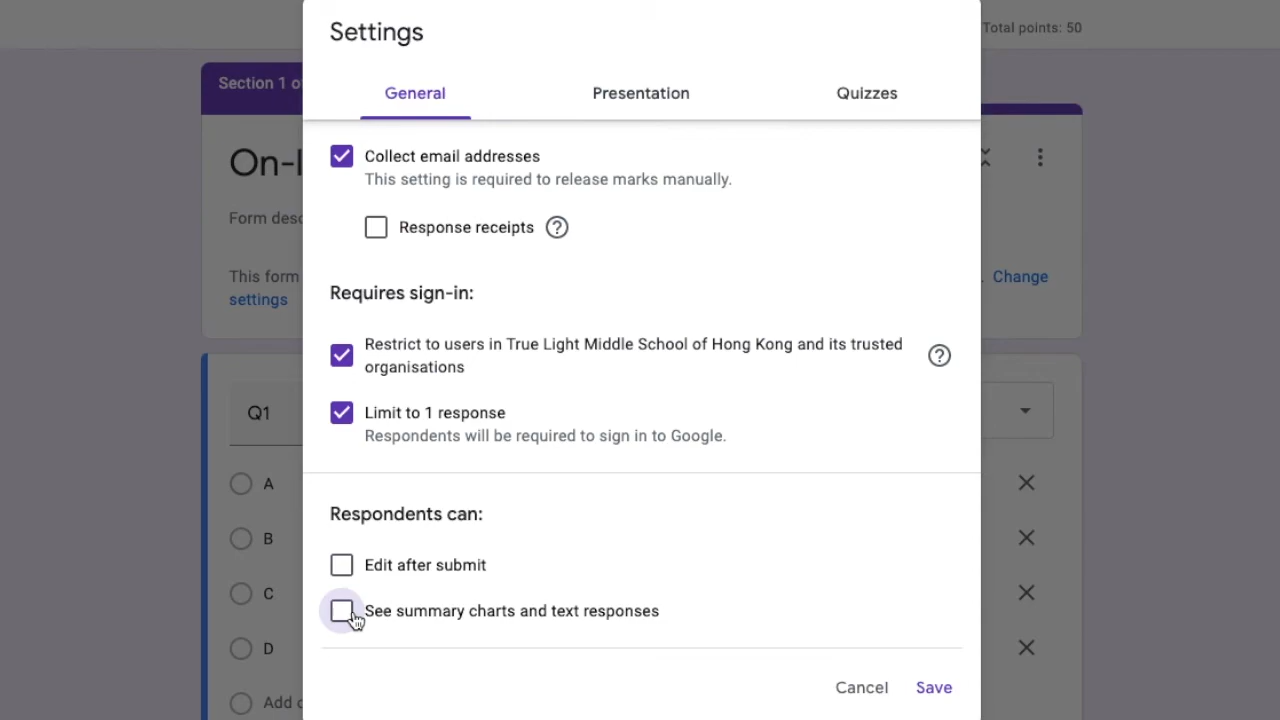 Settings
Total points: 50
General Presentation Quizzes
Section 1 o
Collect email addresses
This setting is required to release marks manually.
On-l
Form desc
Response receipts
This form
Change
settings
Requires sign-in:
Restrict to users in True Light Middle School of Hong Kong and its trusted
organisations
Limit to 1 response
Respondents will be required to sign in to Google.
Q1
A
B
C
D
Add
Respondents can:
Edit after submit
See summary charts and text responses
Cancel Save